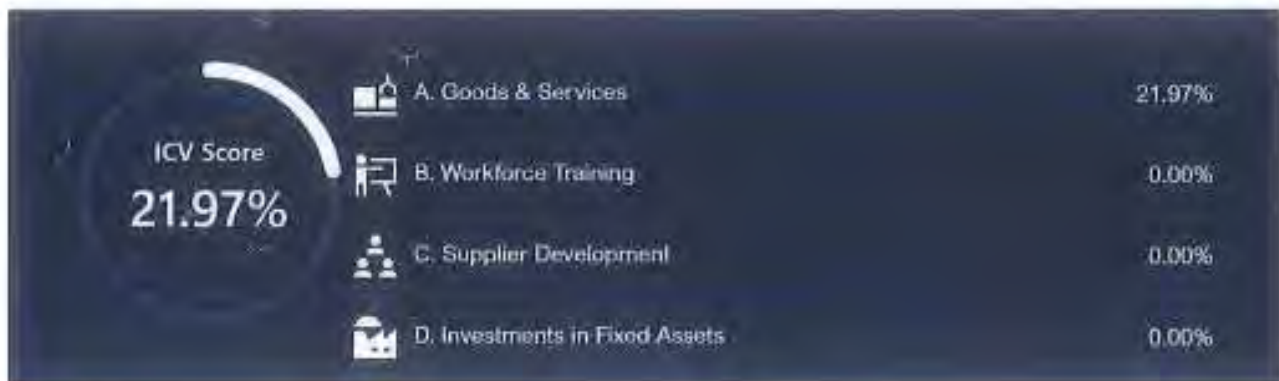 ICV Score
21.97%
A. Goods & Services 21.97%
B. Workforce Training 0.00%
C. Supplier Development 0.00%
D. Investments in Fixed Assets 0.00%